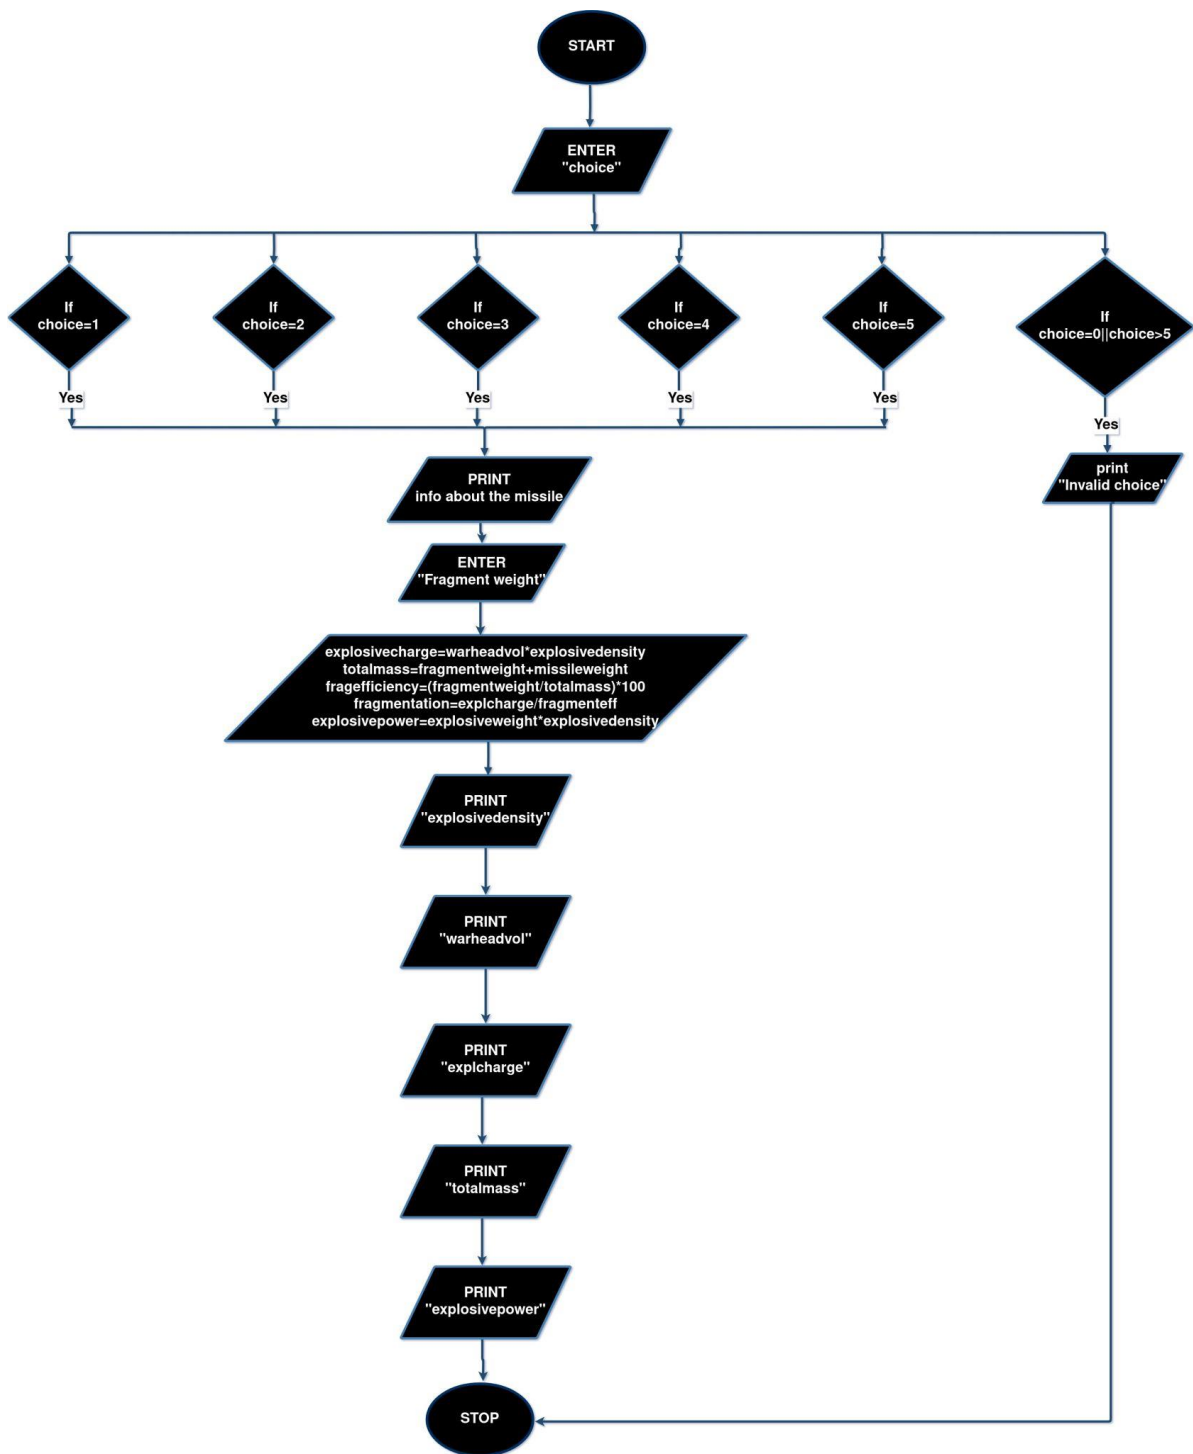 START
ENTER
"choice"
If
choice=1
If
choice=2
If
choice=3
If
choice=4
If
choice=5
If
choice=0||choice>5
Yes
Yes
Yes
Yes
Yes
Yes
PRINT
info about the missile
print
"Invalid choice"
ENTER
"Fragment weight"
explosivecharge=warheadvol*explosivedensity
totalmass=fragmentweight+missileweight
fragefficiency=(fragmentweight/totalmass)*100
fragmentation=explcharge/fragmenteff
explosivepower=explosiveweight*explosivedensity
PRINT
"explosivedensity"
PRINT
"warheadvol"
PRINT
"explcharge"
PRINT
"totalmass"
PRINT
"explosivepower"
STOP